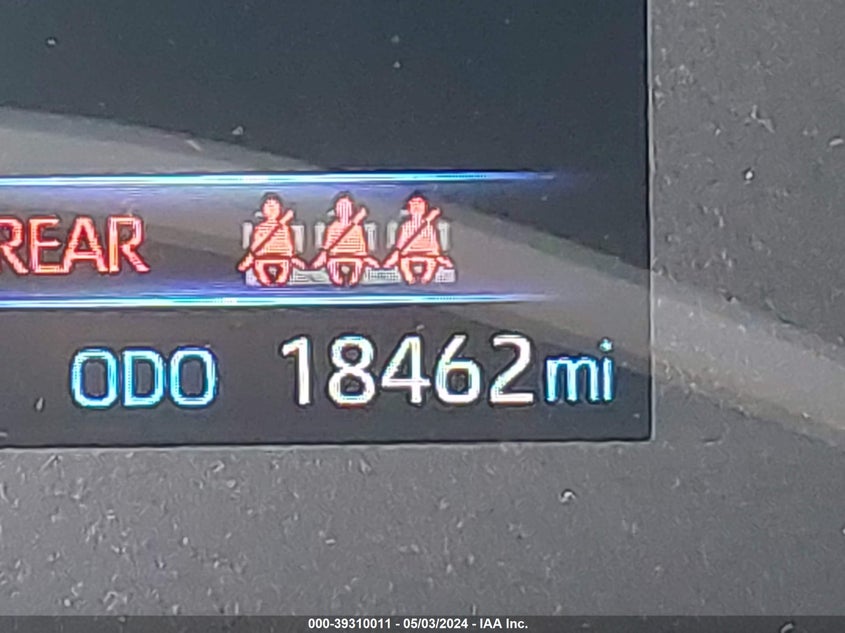 REAR
ODO 18462mi
000-39310011 - 05/03/2024 - IAA Inc.